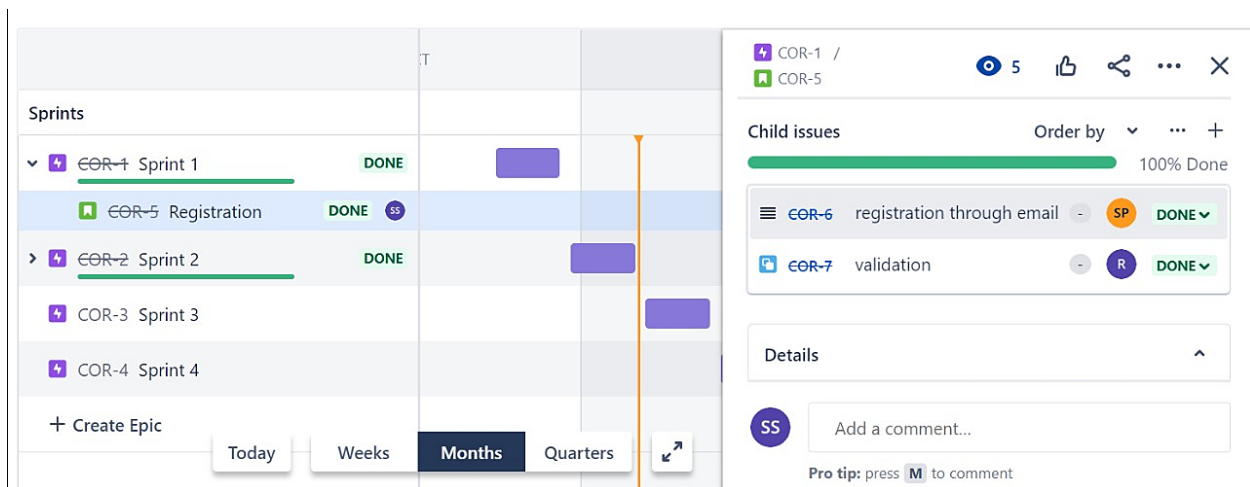 CT
Sprints
COR-1 Sprint 1 DONE
COR-5 Registration DONE SS
COR-2 Sprint 2 DONE
COR-3 Sprint 3
COR-4 Sprint 4
+ Create Epic
Today Weeks Months Quarters
COR-1 /
COR-5
5
Child issues Order by
100% Done
COR-6 registration through email - SP DONE
COR-7 validation - R DONE
Details
SS Add a comment...
Pro tip: press M to comment